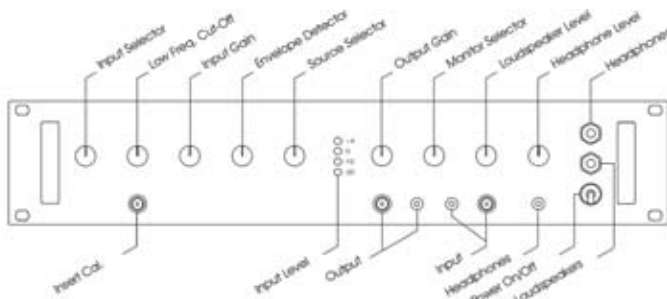 Input Selector
Low Freq. Cut-Off
Input Gain
Envelope Detector
Source Selector
Output Gain
Monitor Selector
Loudspeaker Level
Headphone Level
Headphones
Insert Cal.
Input Level
Output
Input
Headphones
Power On/Off
Loudspeakers